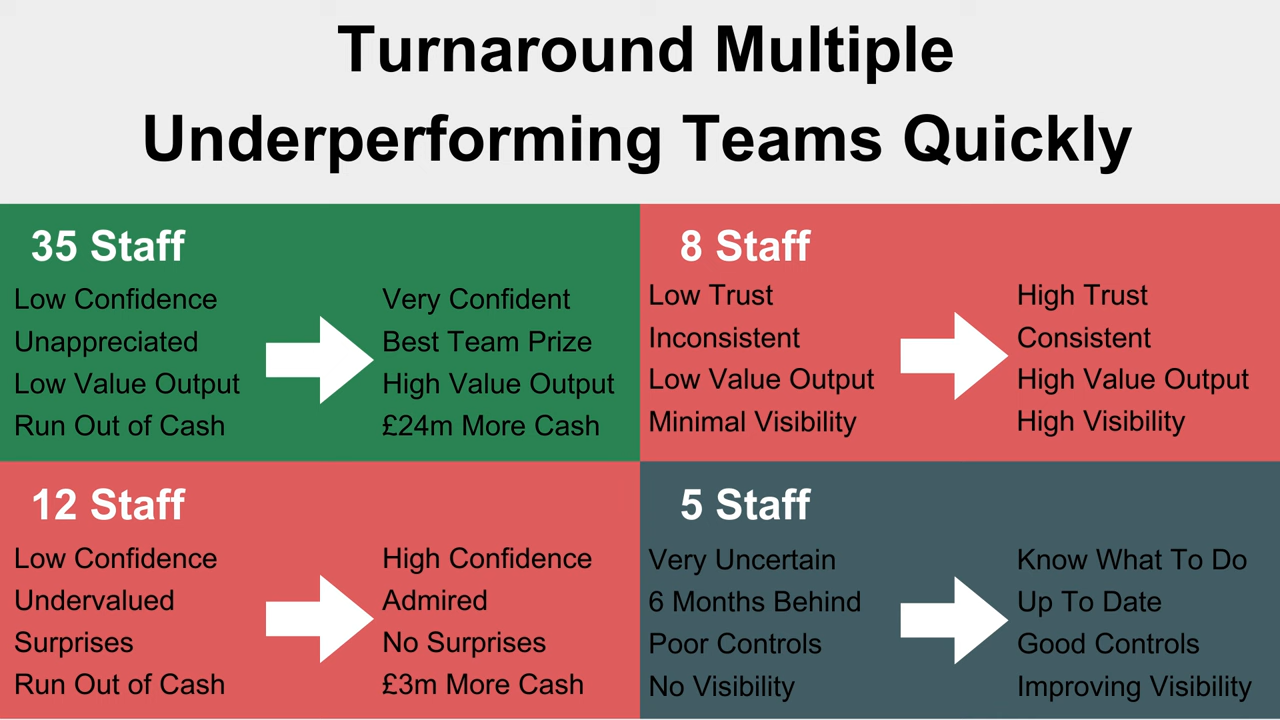 Turnaround Multiple
Underperforming Teams Quickly
35 Staff
Low Confidence
Unappreciated
Low Value Output
Run Out of Cash
Very Confident
Best Team Prize
High Value Output
£24m More Cash
8 Staff
Low Trust
Inconsistent
Low Value Output
Minimal Visibility
High Trust
Consistent
High Value Output
High Visibility
12 Staff
Low Confidence
Undervalued
Surprises
Run Out of Cash
High Confidence
Admired
No Surprises
£3m More Cash
5 Staff
Very Uncertain
6 Months Behind
Poor Controls
No Visibility
Know What To Do
Up To Date
Good Controls
Improving Visibility